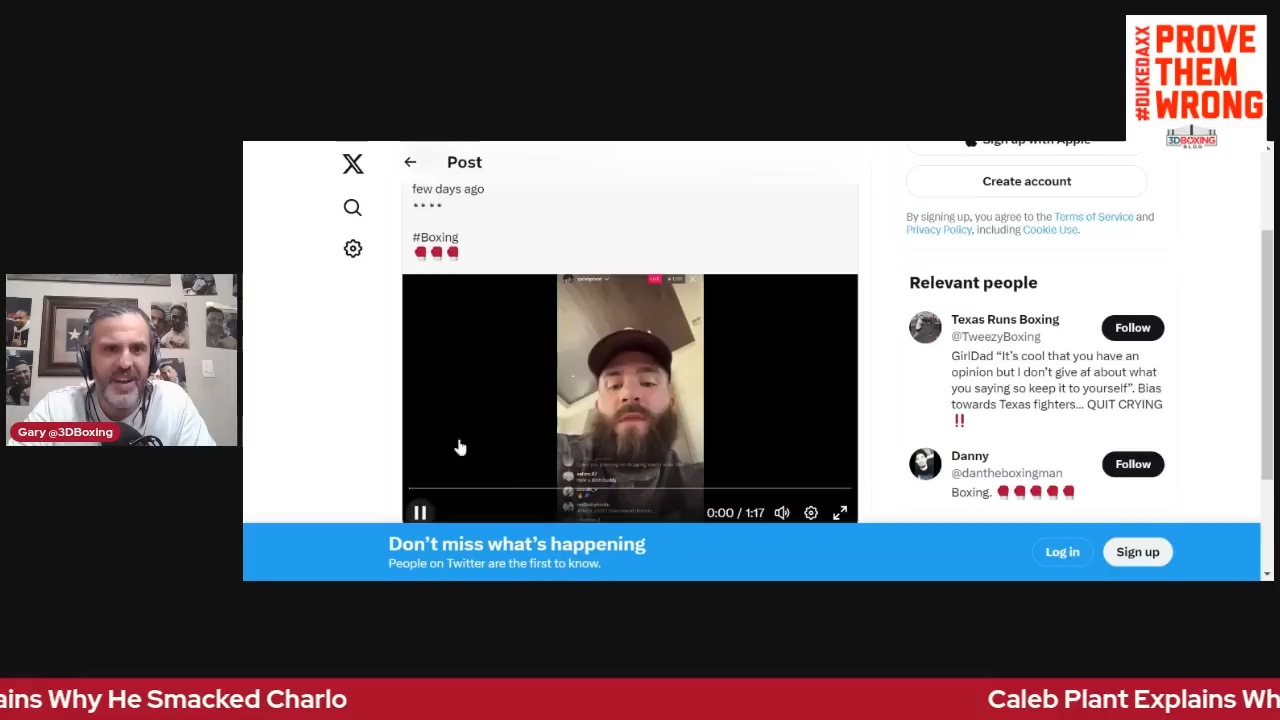 #DUKEDAXX
PROVE
THEM
WRONG
3DBOXING
BLOG
Post
Sign up with Apple
few days ago
****
Create account
By signing up, you agree to the Terms of Service and
Privacy Policy, including Cookie Use.
#Boxing
Relevant people
LIVE
Texas Runs Boxing
@TweezyBoxing
Follow
GirlDad “It’s cool that you have an
opinion but I don’t give af about what
you saying so keep it to yourself”. Bias
towards Texas fighters... QUIT CRYING
‼
Danny
@dantheboxingman
Follow
Boxing.
0:00 / 1:17
Gary @3DBoxing
Don’t miss what’s happening
People on Twitter are the first to know.
Log in
Sign up
ains Why He Smacked Charlo
Caleb Plant Explains Wh